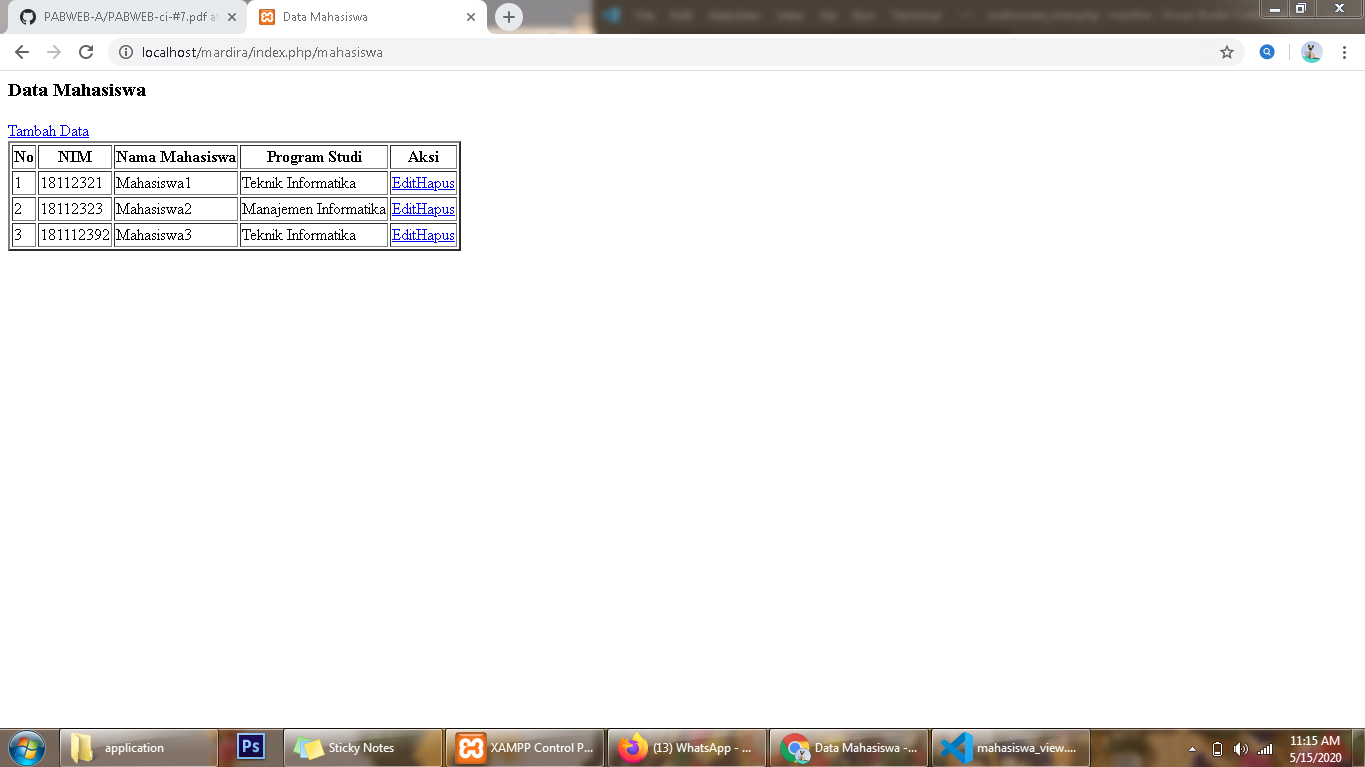 PABWEB-A/PABWEB-ci-#7.pdf at
Data Mahasiswa
localhost/mardira/index.php/mahasiswa
Data Mahasiswa
Tambah Data
No NIM Nama Mahasiswa Program Studi Aksi
1 18112321 Mahasiswa1 Teknik Informatika EditHapus
2 18112323 Mahasiswa2 Manajemen Informatika EditHapus
3 181112392 Mahasiswa3 Teknik Informatika EditHapus
application
Ps
Sticky Notes
XAMPP Control P...
(13) WhatsApp - ...
Data Mahasiswa -...
mahasiswa_view....
11:15 AM
5/15/2020